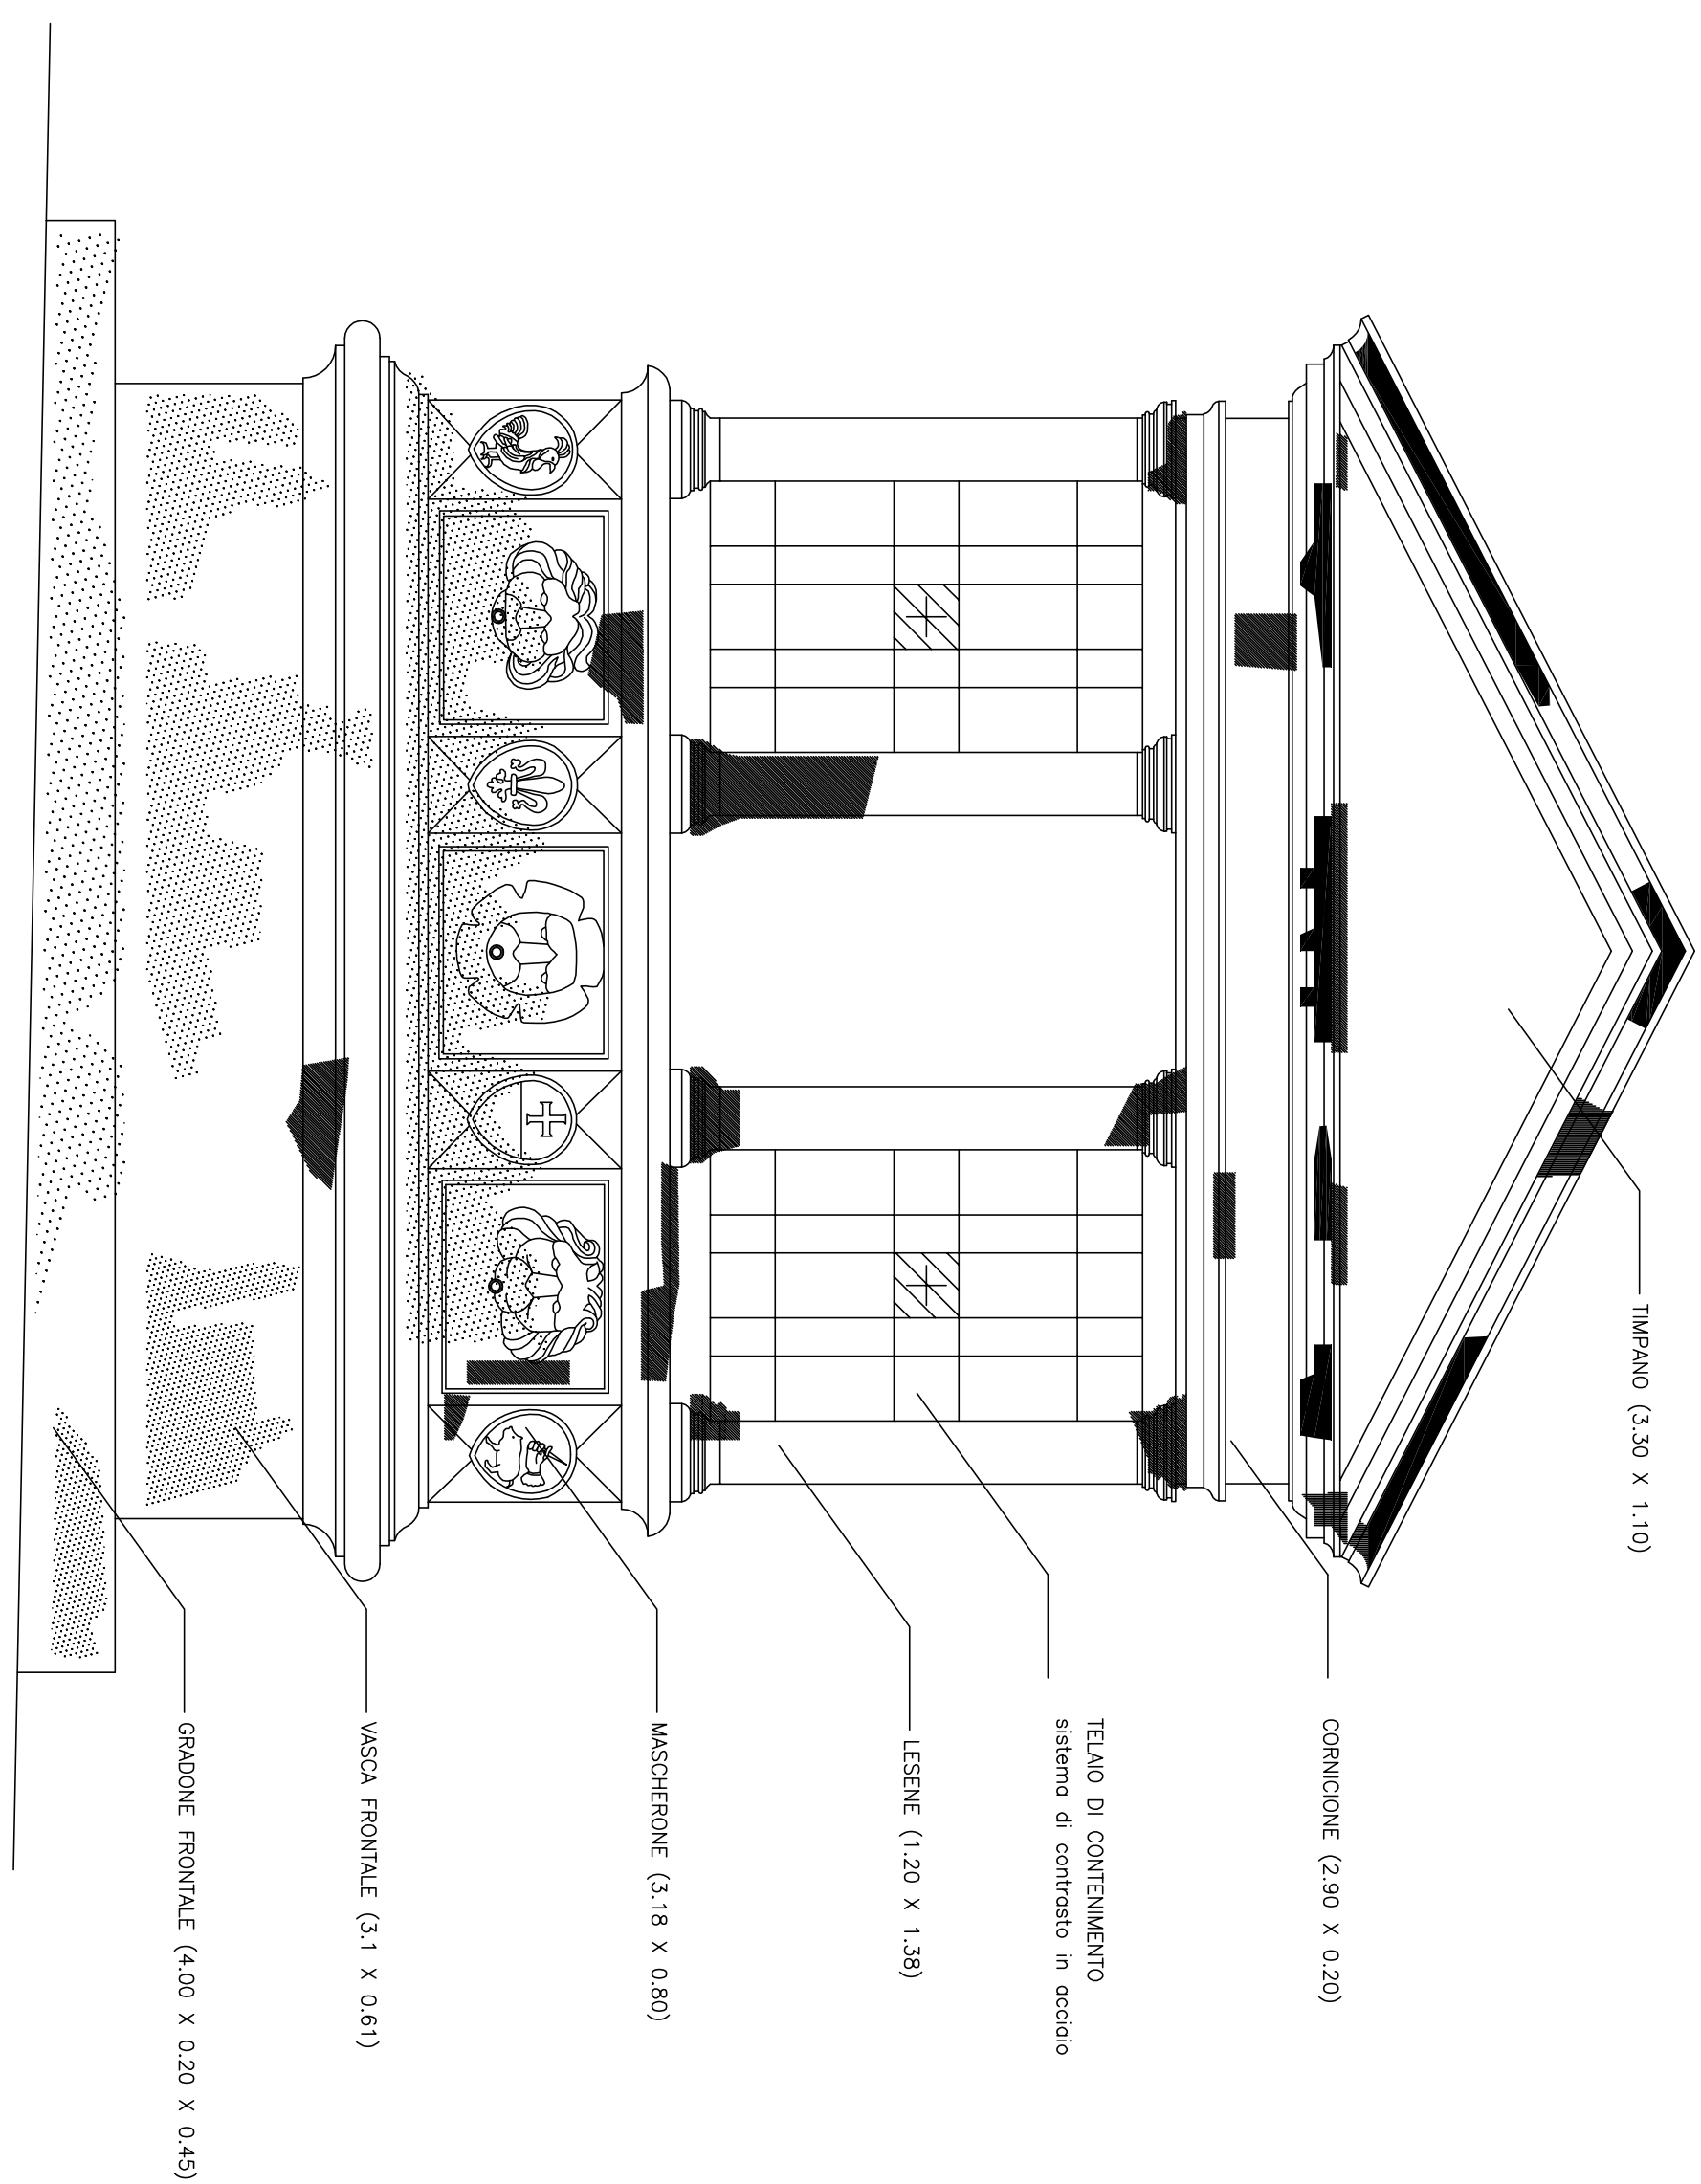 TIMPANO (3.30 X 1.10)
CORNICIONE (2.90 X 0.20)
TELAIO DI CONTENIMENTO
sistema di contrasto in acciaio
LESENE (1.20 X 1.38)
MASCHERONE (3.18 X 0.80)
VASCA FRONTALE (3.1 X 0.61)
GRADONE FRONTALE (4.00 X 0.20 X 0.45)